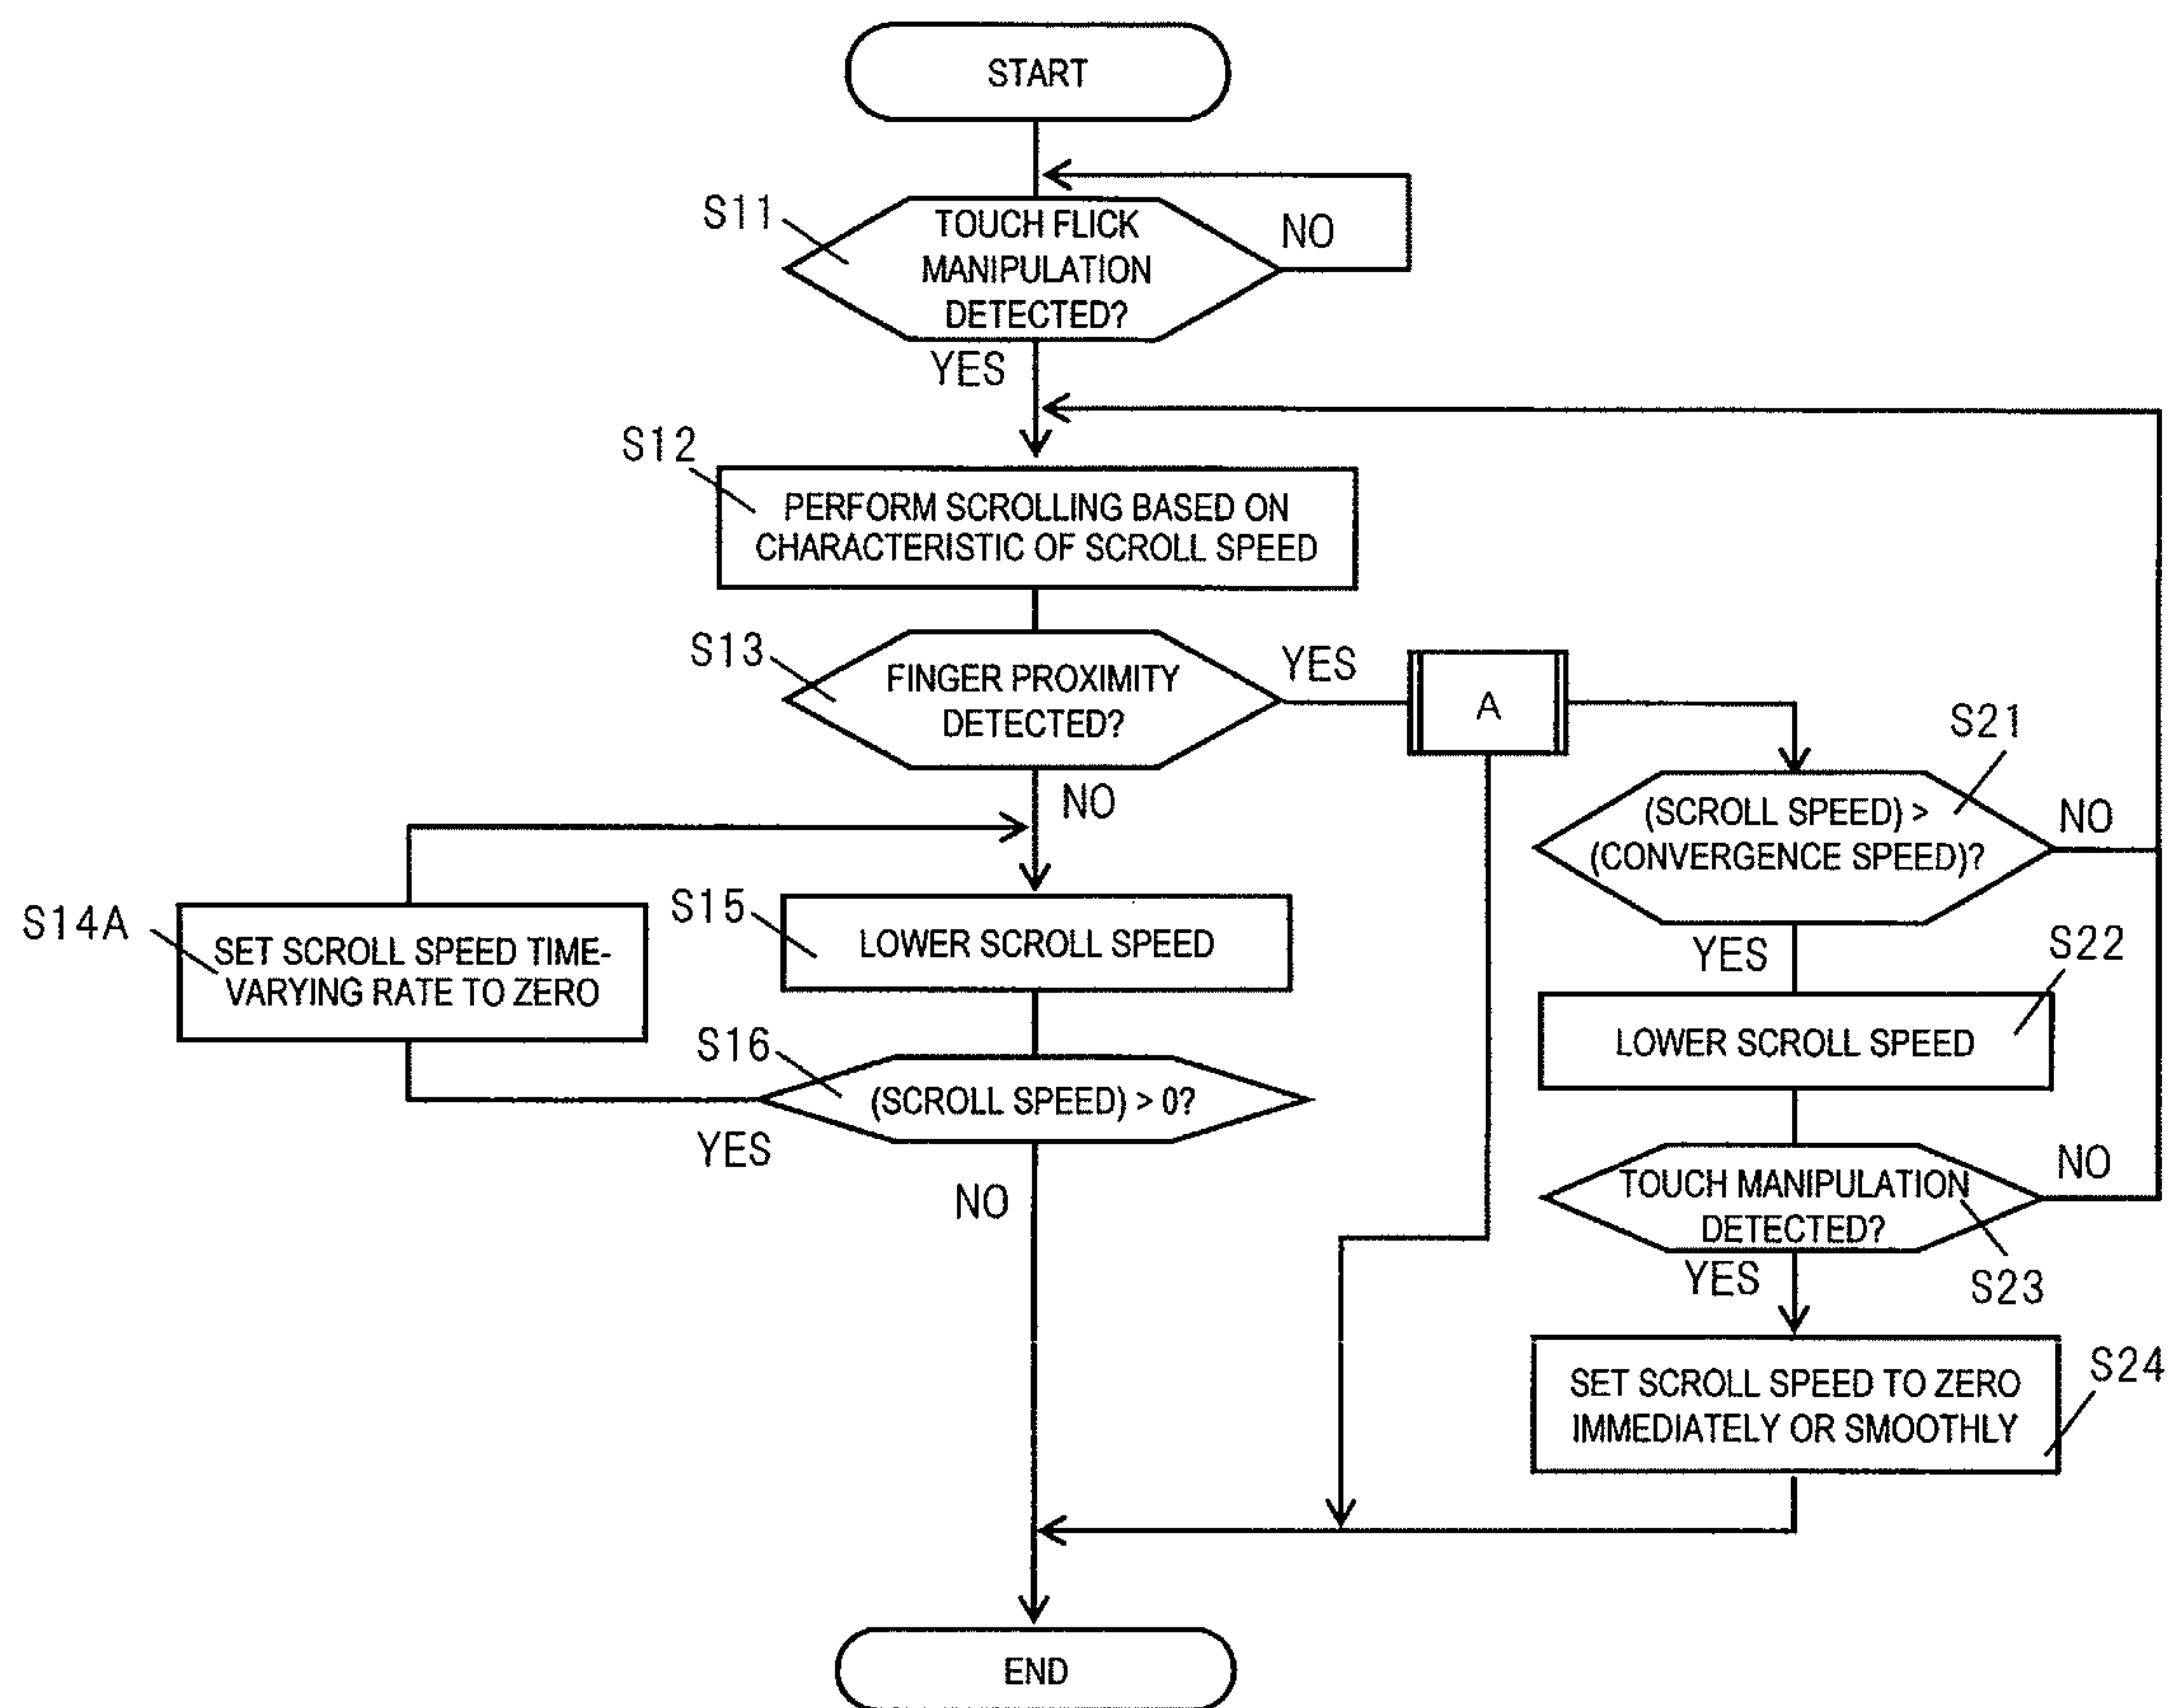 START
S11
TOUCH FLICK
MANIPULATION
DETECTED?
NO
YES
S12
PERFORM SCROLLING BASED ON
CHARACTERISTIC OF SCROLL SPEED
S13
FINGER PROXIMITY
DETECTED?
YES
NO
A
S21
(SCROLL SPEED) >
(CONVERGENCE SPEED)?
NO
YES
S14A
SET SCROLL SPEED TIME-
VARYING RATE TO ZERO
S15
LOWER SCROLL SPEED
S22
LOWER SCROLL SPEED
S16
(SCROLL SPEED) > 0?
YES
NO
TOUCH MANIPULATION
DETECTED?
NO
YES
S23
SET SCROLL SPEED TO ZERO
IMMEDIATELY OR SMOOTHLY
S24
END